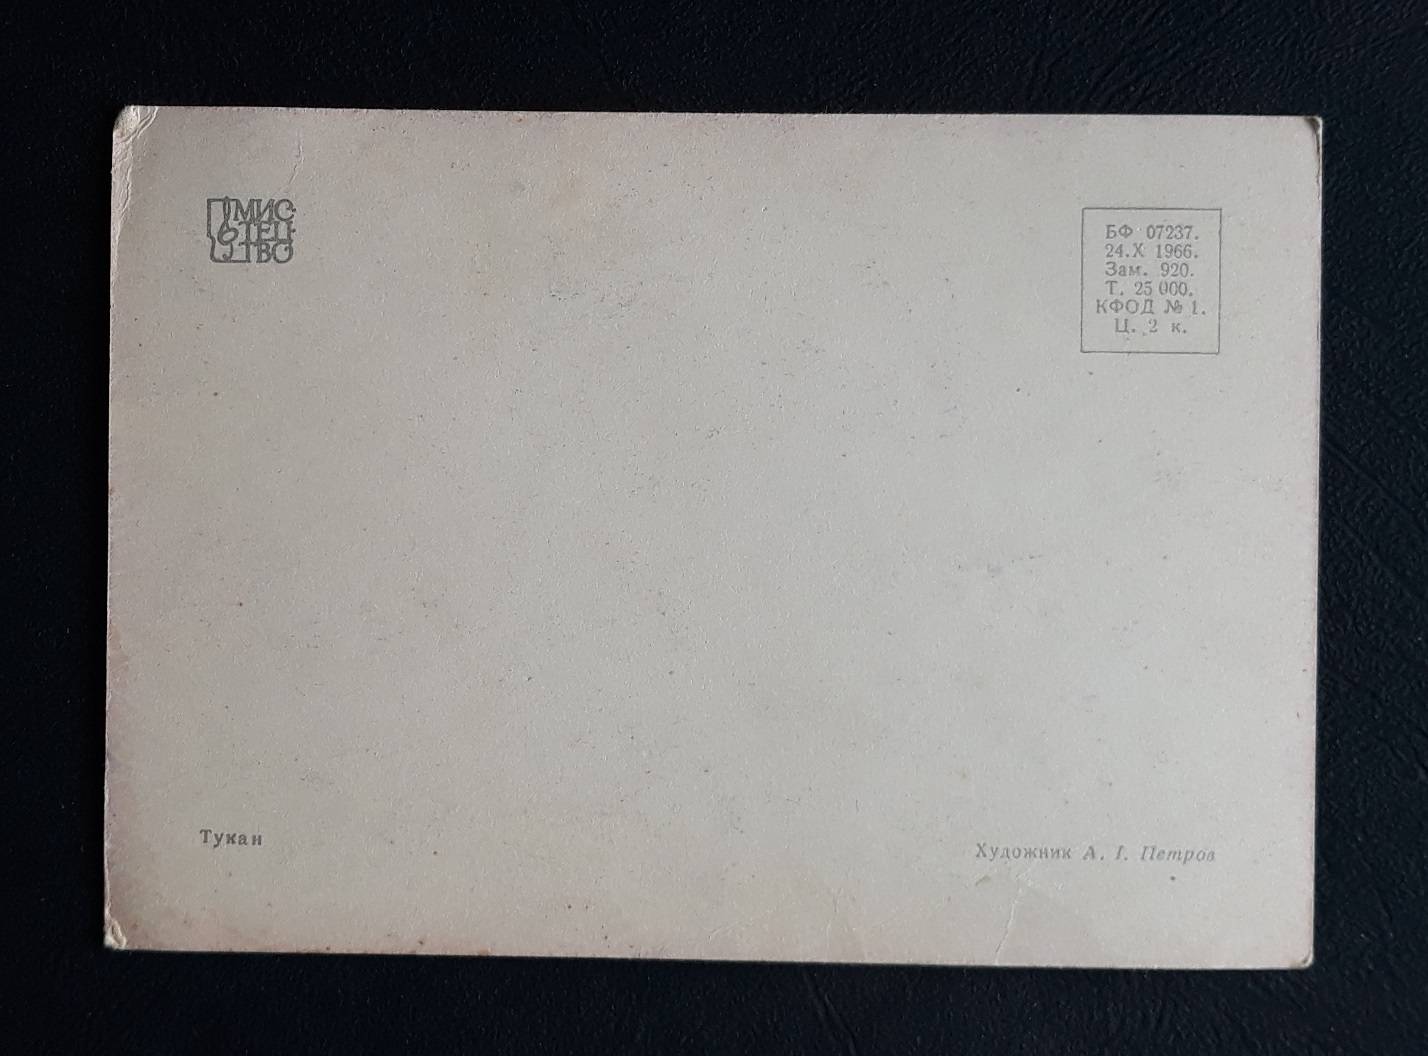 МИС-
ТЕЦ-
ТВО
БФ 07237.
24.X 1966.
Зам. 920.
Т. 25 000.
КФОД № 1.
Ц. 2 к.
Тукан
Художник А. І. Петров